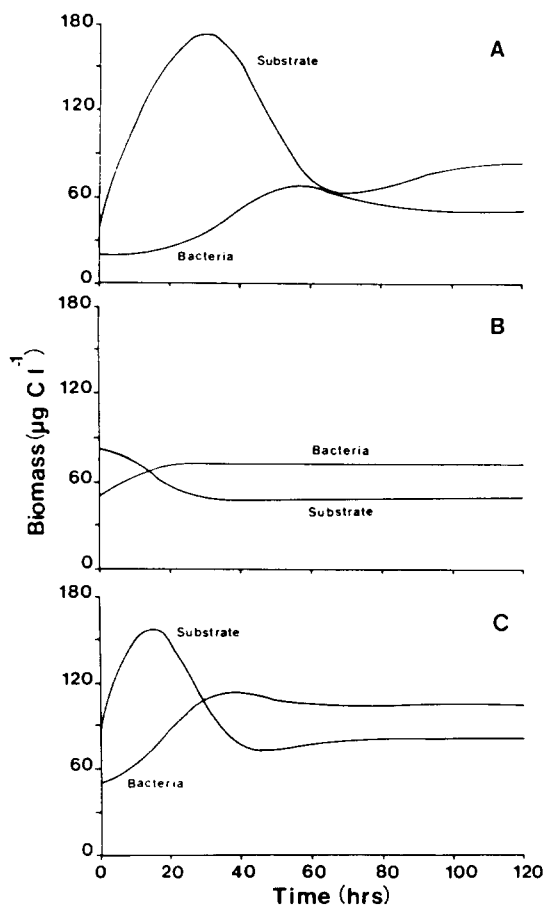 180
A
Substrate
120
60
Bacteria
0
180
B
120
Bacteria
60
Substrate
0
Biomass (µg C l⁻¹)
180
C
Substrate
120
60
Bacteria
0
0 20 40 60 80 100 120
Time (hrs)